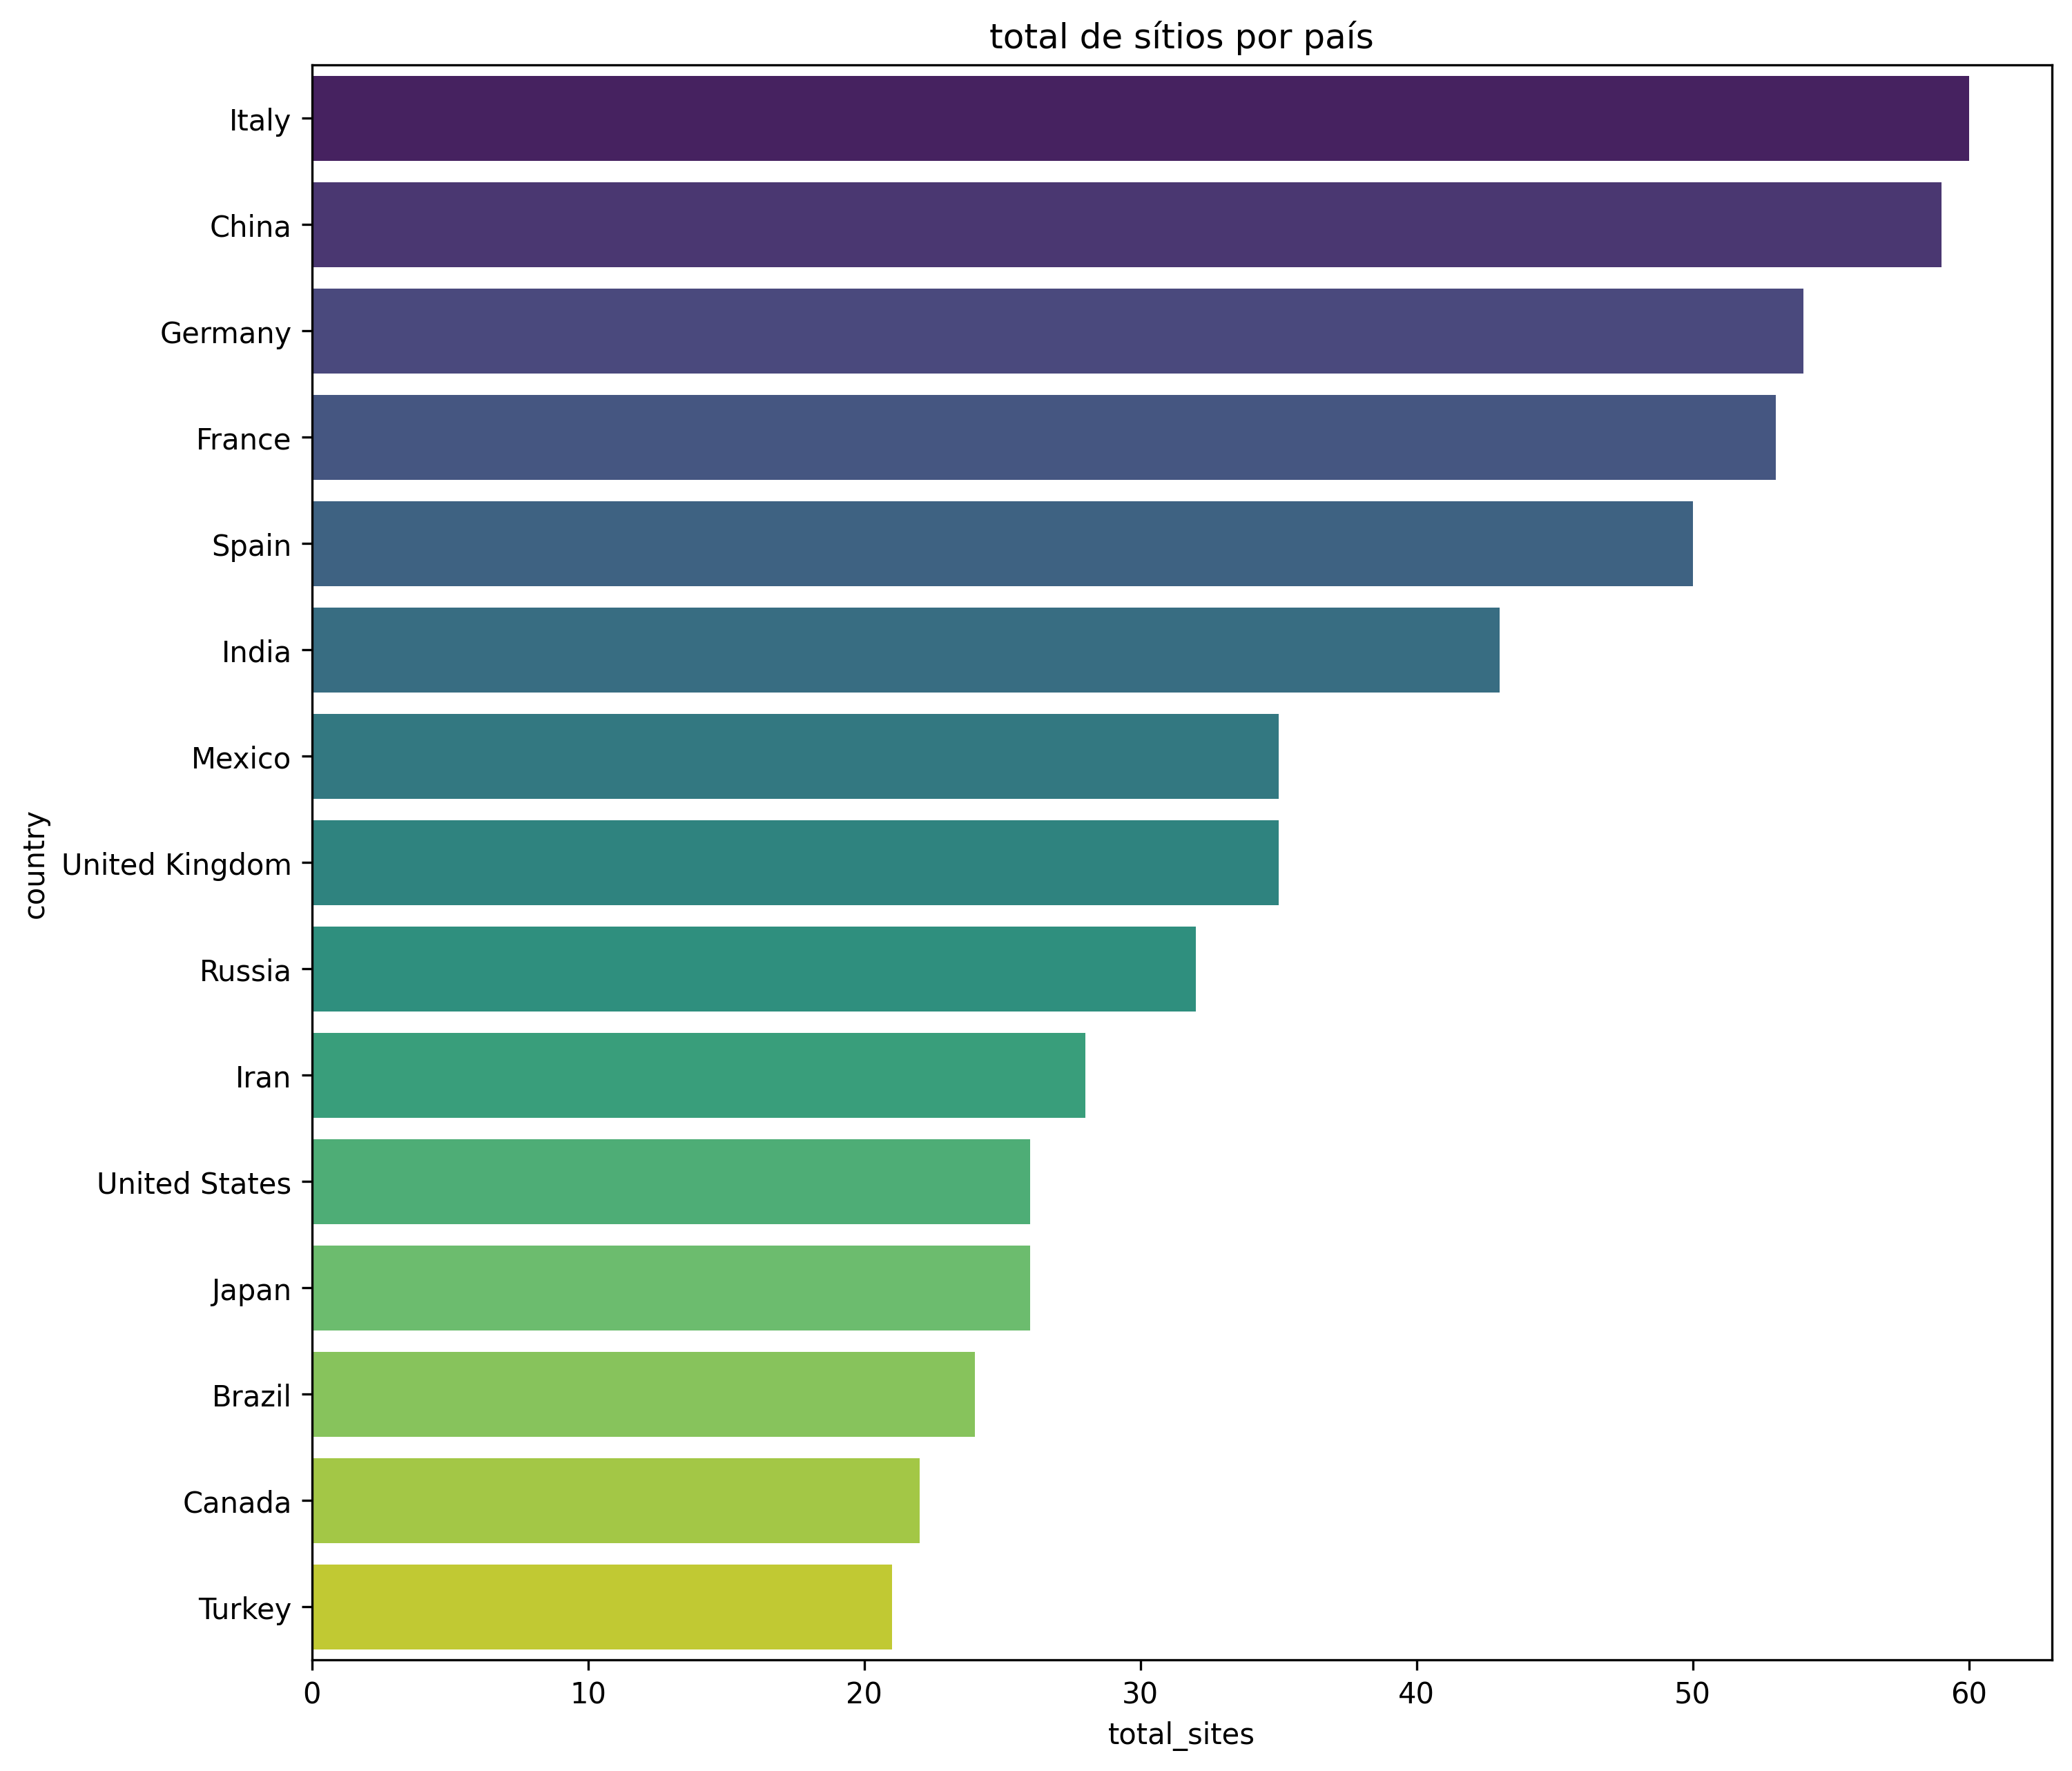 total de sítios por país
Italy
China
Germany
France
Spain
India
Mexico
United Kingdom
Russia
Iran
United States
Japan
Brazil
Canada
Turkey
country
0 10 20 30 40 50 60
total_sites